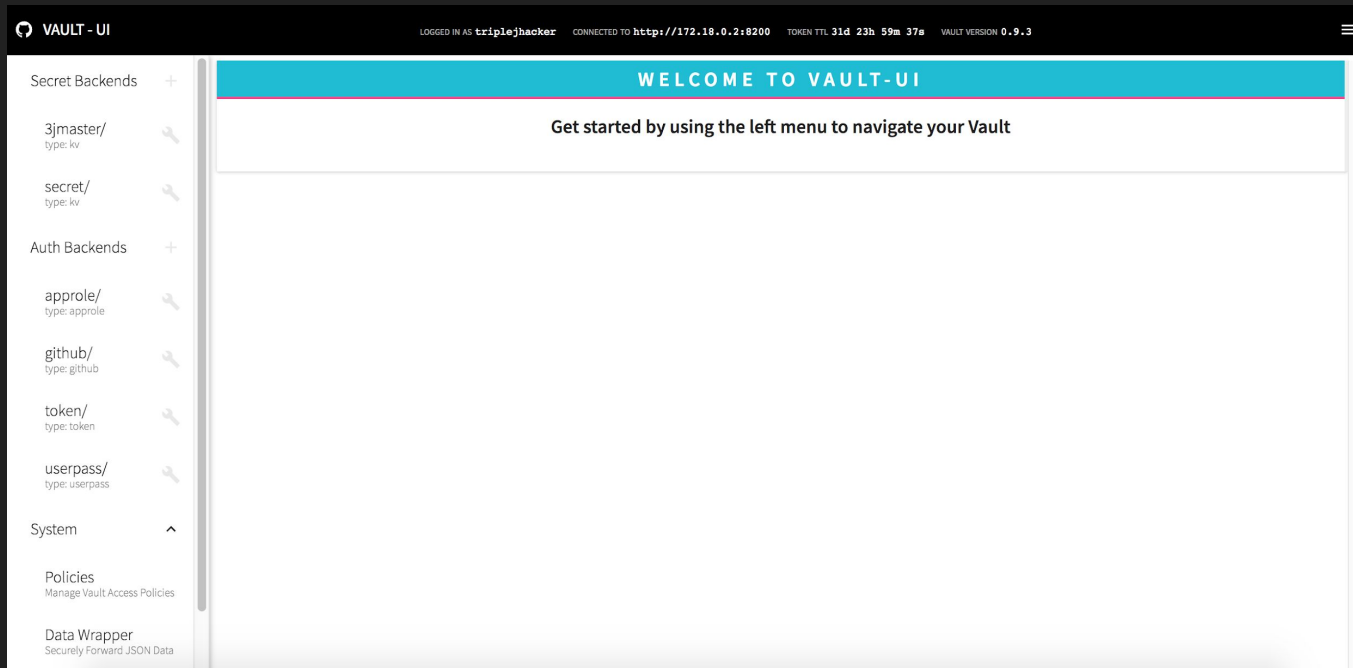 VAULT - UI
LOGGED IN AS triplejhacker CONNECTED TO http://172.18.0.2:8200 TOKEN TTL 31d 23h 59m 37s VAULT VERSION 0.9.3
Secret Backends
3jmaster/
type: kv
secret/
type: kv
Auth Backends
approle/
type: approle
github/
type: github
token/
type: token
userpass/
type: userpass
System
Policies
Manage Vault Access Policies
Data Wrapper
Securely Forward JSON Data
WELCOME TO VAULT-UI
Get started by using the left menu to navigate your Vault